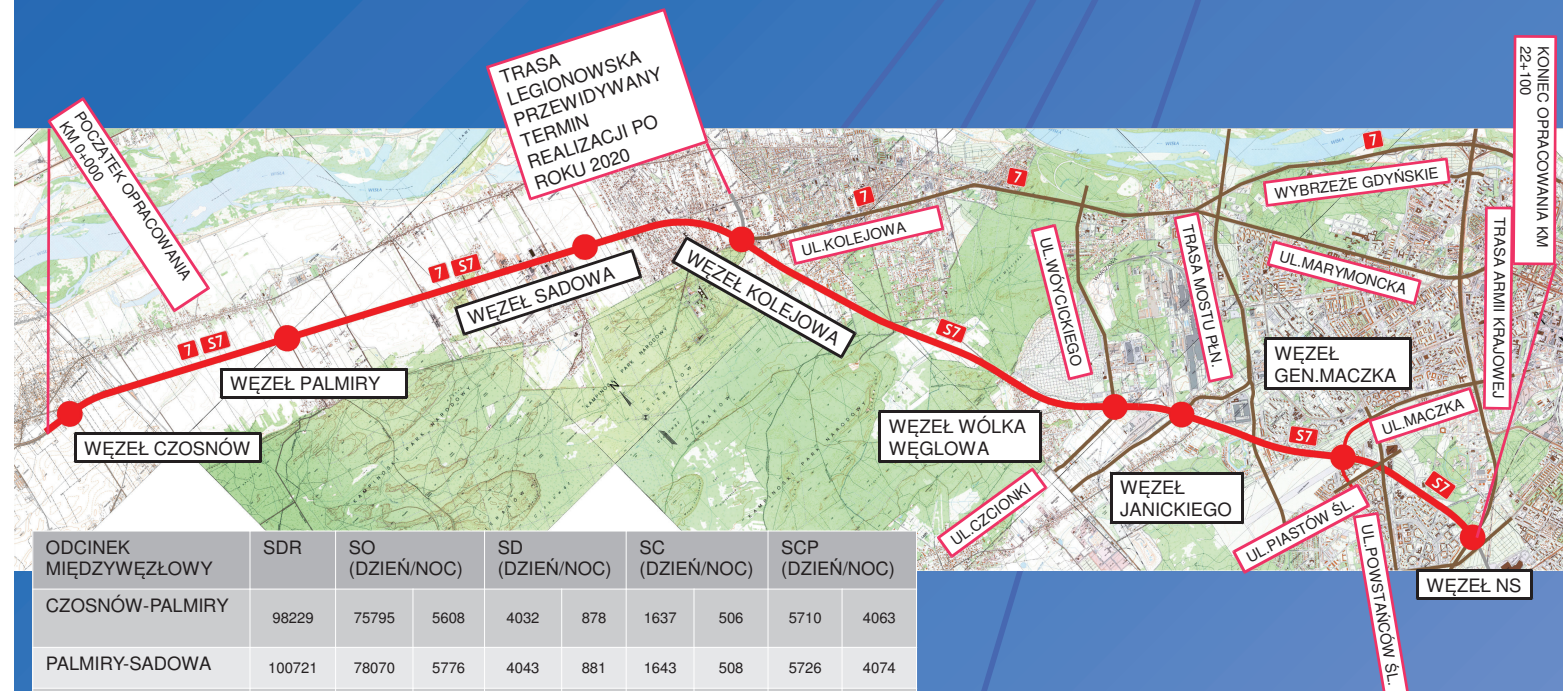 POCZĄTEK OPRACOWANIA
KM 0+000
TRASA
LEGIONOWSKA
PRZEWIDYWANY
TERMIN
REALIZACJI PO
ROKU 2020
KONIEC OPRACOWANIA KM
22+100
7
WYBRZEŻE GDYŃSKIE
7
7
UL.KOLEJOWA
UL.WÓYCICKIEGO
TRASA MOSTU PŁN.
UL.MARYMONCKA
TRASA ARMII KRAJOWEJ
7 S7
WĘZEŁ SADOWA
WĘZEŁ KOLEJOWA
7 S7
S7
WĘZEŁ PALMIRY
WĘZEŁ
GEN.MACZKA
WĘZEŁ CZOSNÓW
WĘZEŁ WÓLKA
WĘGLOWA
UL.MACZKA
S7
S7
UL.CZCIONKI
WĘZEŁ
JANICKIEGO
UL.PIASTÓW ŚL.
UL.POWSTAŃCÓW ŚL.
WĘZEŁ NS
KAMPINOSKI PARK NARODOWY
ODCINEK
MIĘDZYWĘZŁOWY
SDR
SO
(DZIEŃ/NOC)
SD
(DZIEŃ/NOC)
SC
(DZIEŃ/NOC)
SCP
(DZIEŃ/NOC)
CZOSNÓW-PALMIRY 98229 75795 5608 4032 878 1637 506 5710 4063
PALMIRY-SADOWA 100721 78070 5776 4043 881 1643 508 5726 4074